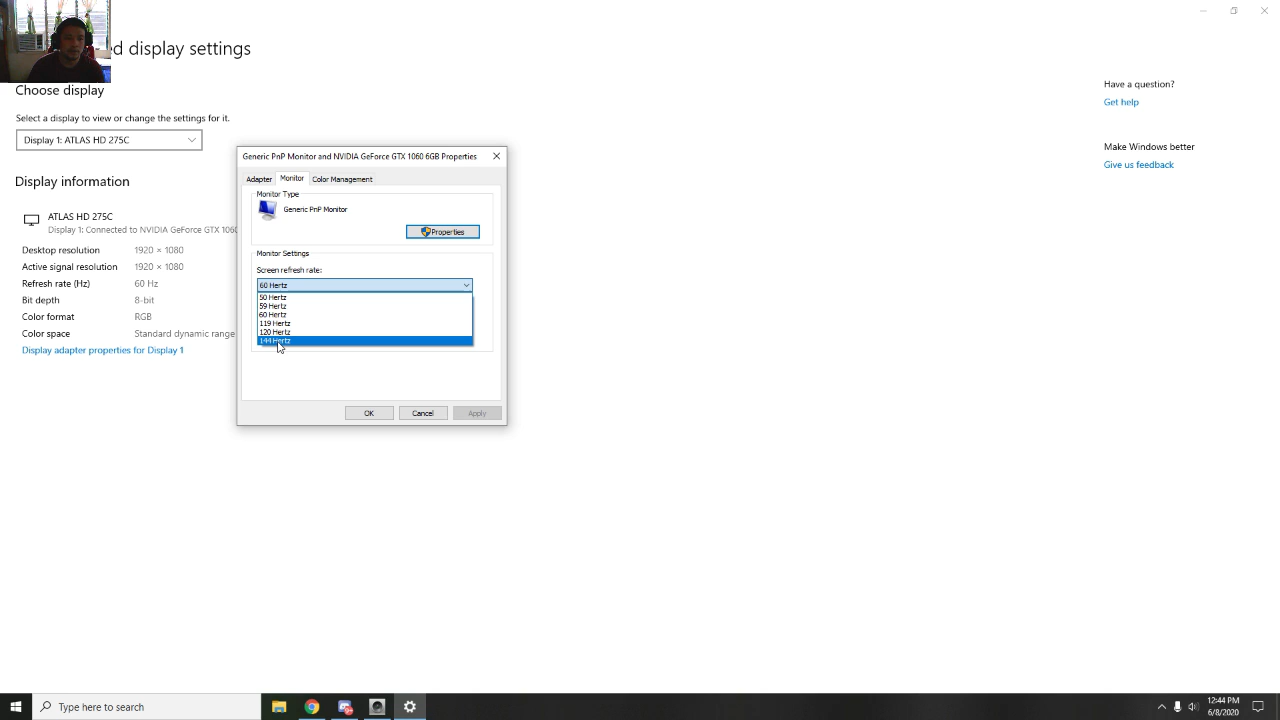 d display settings
Choose display
Select a display to view or change the settings for it.
Display 1: ATLAS HD 275C
Display information
ATLAS HD 275C
Display 1: Connected to NVIDIA GeForce GTX 1060
Desktop resolution 1920 × 1080
Active signal resolution 1920 × 1080
Refresh rate (Hz) 60 Hz
Bit depth 8-bit
Color format RGB
Color space Standard dynamic range
Display adapter properties for Display 1
Generic PnP Monitor and NVIDIA GeForce GTX 1060 6GB Properties
Adapter Monitor Color Management
Monitor Type
Generic PnP Monitor
Properties
Monitor Settings
Screen refresh rate:
60 Hertz
50 Hertz
59 Hertz
60 Hertz
119 Hertz
120 Hertz
144 Hertz
OK Cancel Apply
Have a question?
Get help
Make Windows better
Give us feedback
Type here to search
12:44 PM
6/8/2020